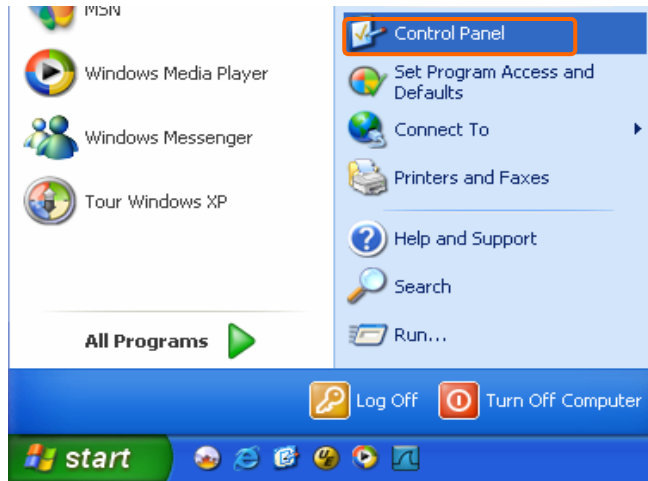 MSN
Windows Media Player
Windows Messenger
Tour Windows XP
All Programs
Control Panel
Set Program Access and
Defaults
Connect To
Printers and Faxes
Help and Support
Search
Run...
Log Off
Turn Off Computer
start